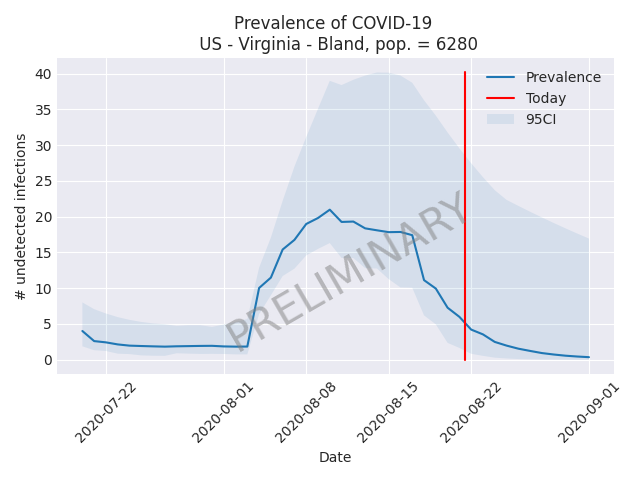 Prevalence of COVID-19
US - Virginia - Bland, pop. = 6280
Prevalence
Today
95CI
PRELIMINARY
# undetected infections
40
35
30
25
20
15
10
5
0
2020-07-22
2020-08-01
2020-08-08
2020-08-15
2020-08-22
2020-09-01
Date